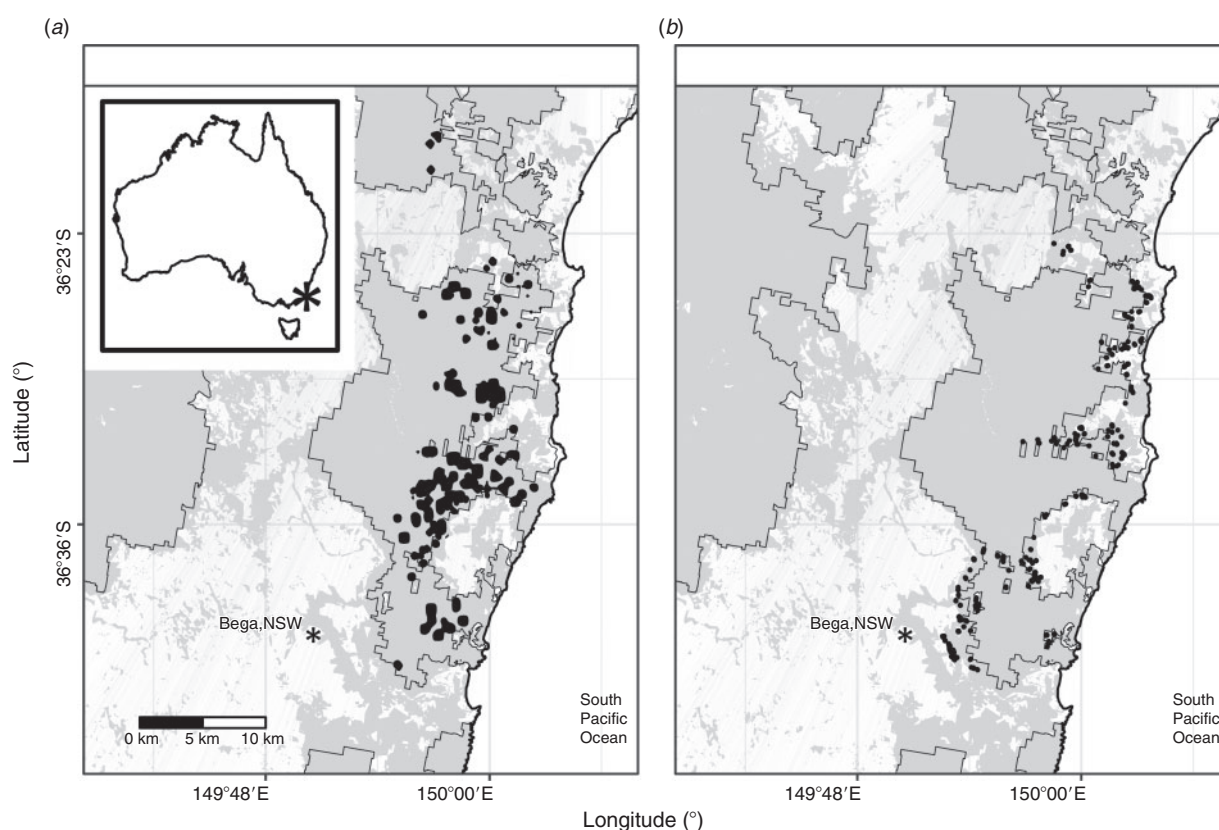 (a)
(b)
36°23′S
36°36′S
Latitude (°)
Bega,NSW
Bega,NSW
0 km 5 km 10 km
South
Pacific
Ocean
South
Pacific
Ocean
149°48′E
150°00′E
149°48′E
150°00′E
Longitude (°)